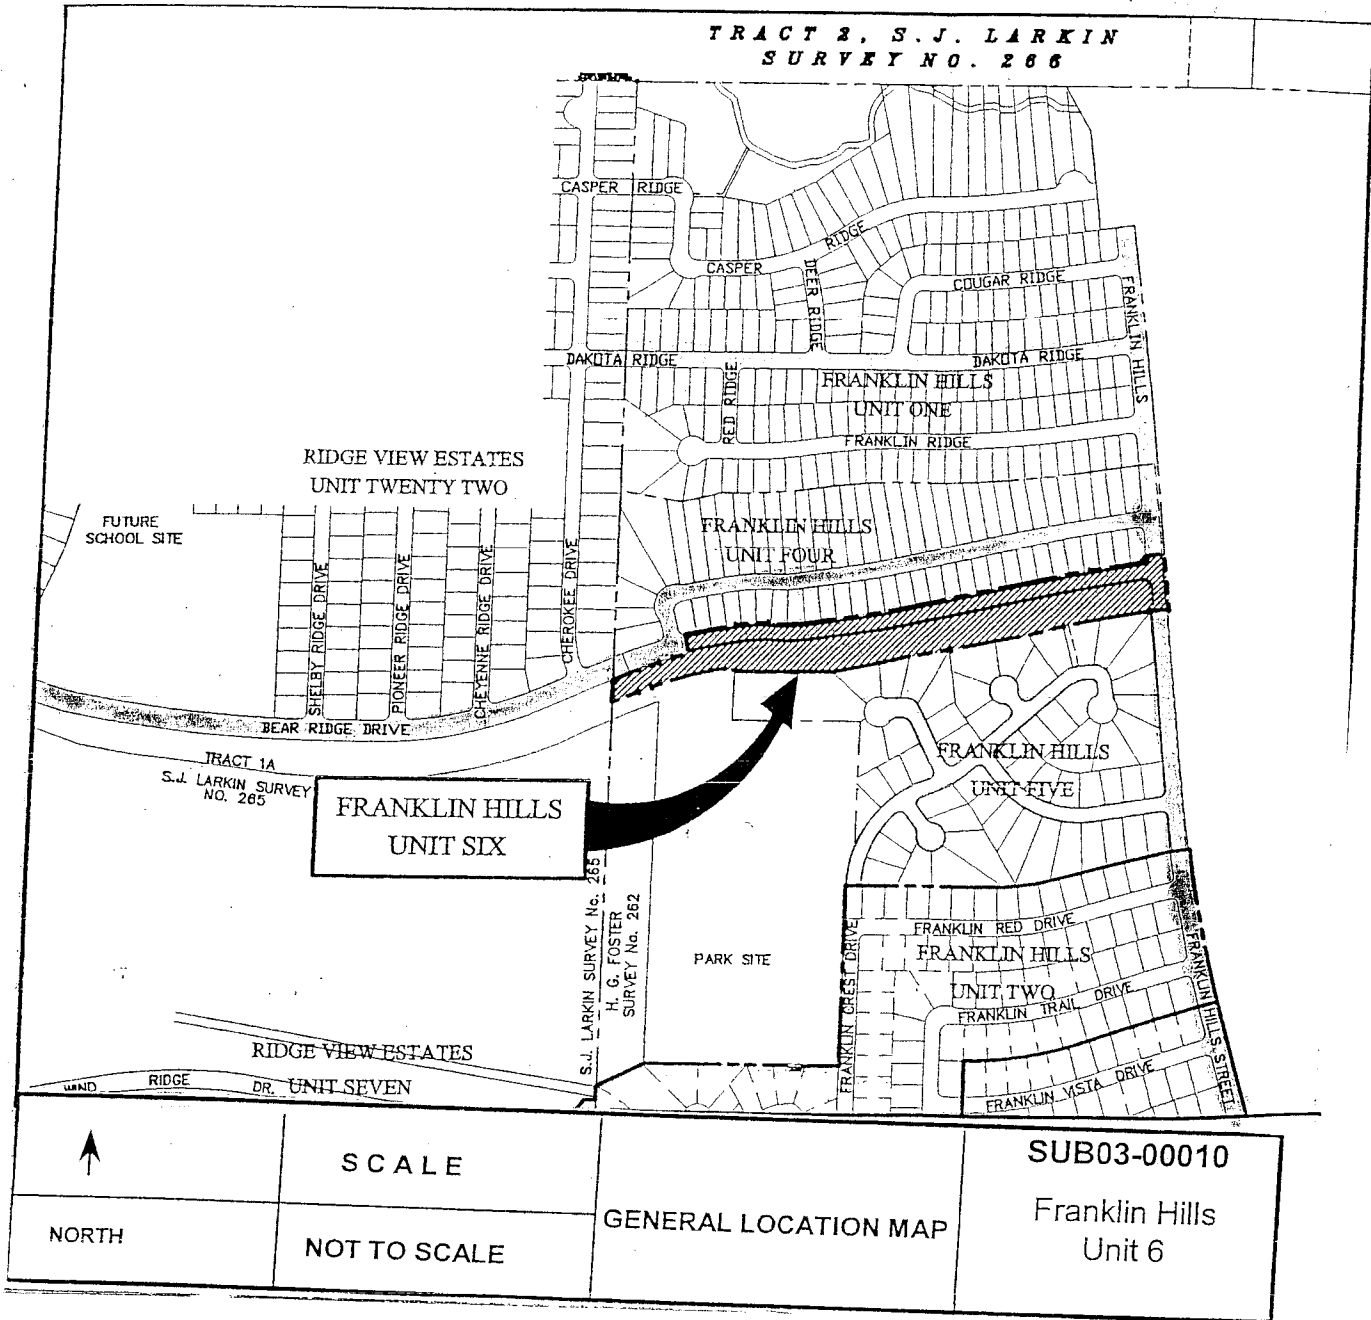 TRACT 2, S.J. LARKIN
SURVEY NO. 266
CASPER RIDGE
RIDGE
CASPER
DEER RIDGE
COUGAR RIDGE
FRANKLIN HILLS
DAKOTA RIDGE
DAKOTA RIDGE
RED RIDGE
FRANKLIN HILLS
UNIT ONE
FRANKLIN RIDGE
RIDGE VIEW ESTATES
UNIT TWENTY TWO
FUTURE
SCHOOL SITE
FRANKLIN HILLS
UNIT FOUR
SHELBY RIDGE DRIVE
PIONEER RIDGE DRIVE
CHEYENNE RIDGE DRIVE
CHEROKEE DRIVE
BEAR RIDGE DRIVE
TRACT 1A
S.J. LARKIN SURVEY
NO. 265
FRANKLIN HILLS
UNIT SIX
FRANKLIN HILLS
UNIT FIVE
S.J. LARKIN SURVEY No. 265
H. G. FOSTER
SURVEY No. 262
PARK SITE
FRANKLIN CREST DRIVE
FRANKLIN RED DRIVE
FRANKLIN HILLS
UNIT TWO
FRANKLIN TRAIL DRIVE
FRANKLIN VISTA DRIVE
FRANKLIN HILLS STREET
RIDGE VIEW ESTATES
UNIT SEVEN
WIND RIDGE DR.
NORTH
SCALE
NOT TO SCALE
GENERAL LOCATION MAP
SUB03-00010
Franklin Hills
Unit 6